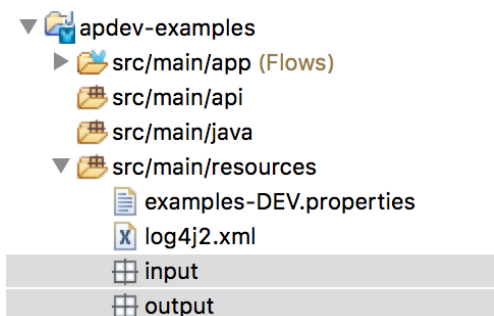 apdev-examples
src/main/app (Flows)
src/main/api
src/main/java
src/main/resources
examples-DEV.properties
log4j2.xml
input
output